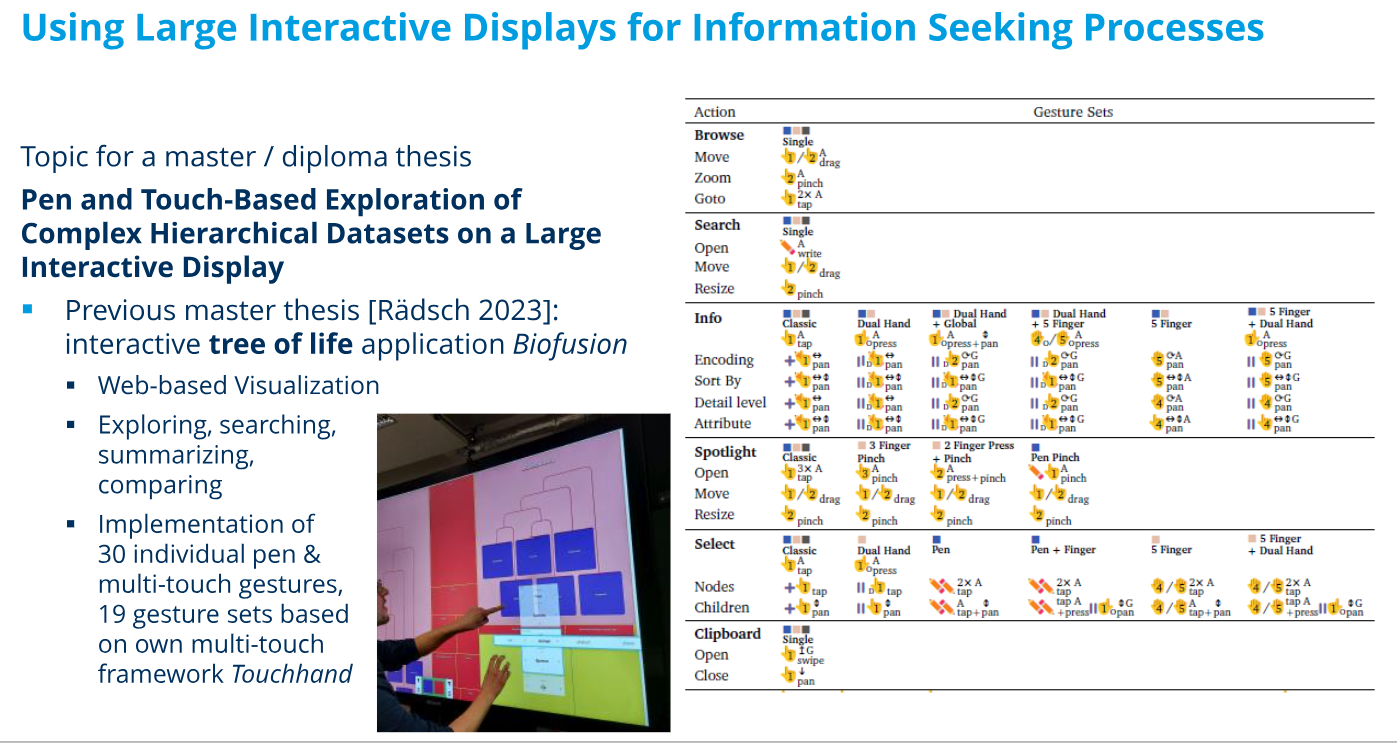 Using Large Interactive Displays for Information Seeking Processes
Topic for a master / diploma thesis
Pen and Touch-Based Exploration of
Complex Hierarchical Datasets on a Large
Interactive Display
Previous master thesis [Rädsch 2023]:
interactive tree of life application Biofusion
Web-based Visualization
Exploring, searching,
summarizing,
comparing
Implementation of
30 individual pen &
multi-touch gestures,
19 gesture sets based
on own multi-touch
framework Touchhand
Action Gesture Sets
Browse Single
Move 1/2 A drag
Zoom 2 A pinch
Goto 1 2× A tap
Search Single
Open A write
Move 1/2 drag
Resize 2 pinch
Info Classic Dual Hand Dual Hand + Global Dual Hand + 5 Finger 5 Finger 5 Finger + Dual Hand
1 A tap 1 A press 1 A press+pan 4/5 A press 1 A press
Encoding 1 pan 1 pan 2 G pan 2 G pan 5 A pan 5 G pan
Sort By 1 pan 1 pan 1 G pan 1 G pan 5 A pan 5 G pan
Detail level 1 pan 1 pan 2 G pan 2 G pan 4 A pan 4 G pan
Attribute 1 pan 1 pan 1 G pan 1 G pan 4 A pan 4 G pan
Spotlight Classic 3 Finger Pinch 2 Finger Press + Pinch Pen Pinch
Open 1 3× A tap 3 A pinch 2 A press+pinch 1 A pinch
Move 1/2 drag 1/2 drag 1/2 drag 1/2 drag
Resize 2 pinch 2 pinch 2 pinch 2 pinch
Select Classic Dual Hand Pen Pen + Finger 5 Finger 5 Finger + Dual Hand
1 A tap 1 A press
Nodes + 1 tap D 1 tap 2× A tap 2× A tap 4/5 2× A tap 4/5 2× A tap
Children + 1 pan 1 pan A tap+pan tap A +press 1 G pan 4/5 A tap+pan 4/5 tap A +press 1 G pan
Clipboard Single
Open 1 G swipe
Close 1 pan